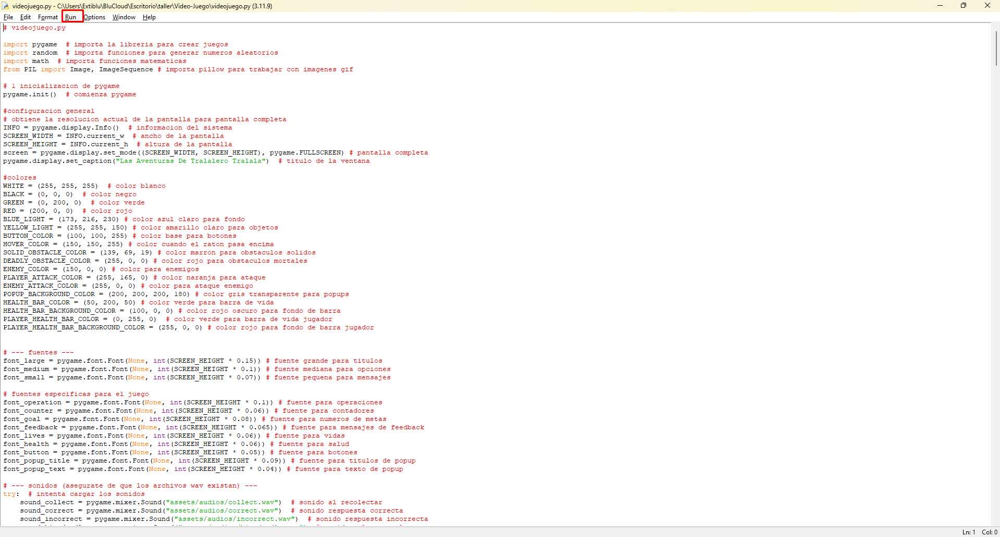 videojuego.py - C:\Users\Extiblu\BluCloud\Escritorio\taller\Video-Juego\videojuego.py (3.11.9)
File Edit Format Run Options Window Help
# videojuego.py
import pygame  # importa la libreria para crear juegos
import random  # importa funciones para generar numeros aleatorios
import math  # importa funciones matematicas
from PIL import Image, ImageSequence # importa pillow para trabajar con imagenes gif
# 1 inicializacion de pygame
pygame.init()  # comienza pygame
#configuracion general
# obtiene la resolucion actual de la pantalla para pantalla completa
INFO = pygame.display.Info()  # informacion del sistema
SCREEN_WIDTH = INFO.current_w  # ancho de la pantalla
SCREEN_HEIGHT = INFO.current_h  # altura de la pantalla
screen = pygame.display.set_mode((SCREEN_WIDTH, SCREEN_HEIGHT), pygame.FULLSCREEN) # pantalla completa
pygame.display.set_caption("Las Aventuras De Tralalero Tralala")  # titulo de la ventana
#colores
WHITE = (255, 255, 255)  # color blanco
BLACK = (0, 0, 0)  # color negro
GREEN = (0, 200, 0)  # color verde
RED = (200, 0, 0)  # color rojo
BLUE_LIGHT = (173, 216, 230) # color azul claro para fondo
YELLOW_LIGHT = (255, 255, 150) # color amarillo claro para objetos
BUTTON_COLOR = (100, 100, 255) # color base para botones
HOVER_COLOR = (150, 150, 255) # color cuando el raton pasa encima
SOLID_OBSTACLE_COLOR = (139, 69, 19) # color marron para obstaculos solidos
DEADLY_OBSTACLE_COLOR = (255, 0, 0) # color rojo para obstaculos mortales
ENEMY_COLOR = (150, 0, 0) # color para enemigos
PLAYER_ATTACK_COLOR = (255, 165, 0) # color naranja para ataque
ENEMY_ATTACK_COLOR = (255, 0, 0) # color para ataque enemigo
POPUP_BACKGROUND_COLOR = (200, 200, 200, 180) # color gris transparente para popups
HEALTH_BAR_COLOR = (50, 200, 50) # color verde para barra de vida
HEALTH_BAR_BACKGROUND_COLOR = (100, 0, 0) # color rojo oscuro para fondo de barra
PLAYER_HEALTH_BAR_COLOR = (0, 255, 0)  # color verde para barra de vida jugador
PLAYER_HEALTH_BAR_BACKGROUND_COLOR = (255, 0, 0) # color rojo para fondo de barra jugador
# --- fuentes ---
font_large = pygame.font.Font(None, int(SCREEN_HEIGHT * 0.15)) # fuente grande para titulos
font_medium = pygame.font.Font(None, int(SCREEN_HEIGHT * 0.1)) # fuente mediana para opciones
font_small = pygame.font.Font(None, int(SCREEN_HEIGHT * 0.07)) # fuente pequena para mensajes
# fuentes especificas para el juego
font_operation = pygame.font.Font(None, int(SCREEN_HEIGHT * 0.1)) # fuente para operaciones
font_counter = pygame.font.Font(None, int(SCREEN_HEIGHT * 0.06)) # fuente para contadores
font_goal = pygame.font.Font(None, int(SCREEN_HEIGHT * 0.08)) # fuente para numeros de metas
font_feedback = pygame.font.Font(None, int(SCREEN_HEIGHT * 0.065)) # fuente para mensajes de feedback
font_lives = pygame.font.Font(None, int(SCREEN_HEIGHT * 0.06)) # fuente para vidas
font_health = pygame.font.Font(None, int(SCREEN_HEIGHT * 0.06)) # fuente para salud
font_button = pygame.font.Font(None, int(SCREEN_HEIGHT * 0.05)) # fuente para botones
font_popup_title = pygame.font.Font(None, int(SCREEN_HEIGHT * 0.09)) # fuente para titulos de popup
font_popup_text = pygame.font.Font(None, int(SCREEN_HEIGHT * 0.04)) # fuente para texto de popup
# --- sonidos (asegurate de que los archivos wav existan) ---
try:  # intenta cargar los sonidos
    sound_collect = pygame.mixer.Sound("assets/audios/collect.wav")  # sonido al recolectar
    sound_correct = pygame.mixer.Sound("assets/audios/correct.wav")  # sonido respuesta correcta
    sound_incorrect = pygame.mixer.Sound("assets/audios/incorrect.wav")  # sonido respuesta incorrecta
Ln: 1 Col: 0